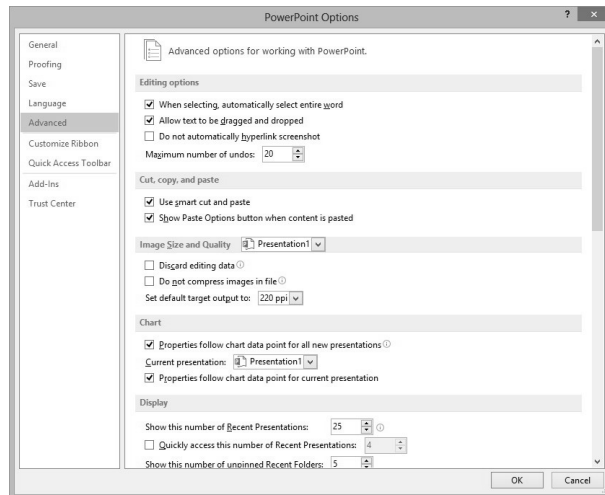 PowerPoint Options ? ×
General
Proofing
Save
Language
Advanced
Customize Ribbon
Quick Access Toolbar
Add-Ins
Trust Center
Advanced options for working with PowerPoint.
Editing options
When selecting, automatically select entire word
Allow text to be dragged and dropped
Do not automatically hyperlink screenshot
Maximum number of undos: 20
Cut, copy, and paste
Use smart cut and paste
Show Paste Options button when content is pasted
Image Size and Quality Presentation1
Discard editing data
Do not compress images in file
Set default target output to: 220 ppi
Chart
Properties follow chart data point for all new presentations
Current presentation: Presentation1
Properties follow chart data point for current presentation
Display
Show this number of Recent Presentations: 25
Quickly access this number of Recent Presentations: 4
Show this number of unpinned Recent Folders: 5
OK Cancel